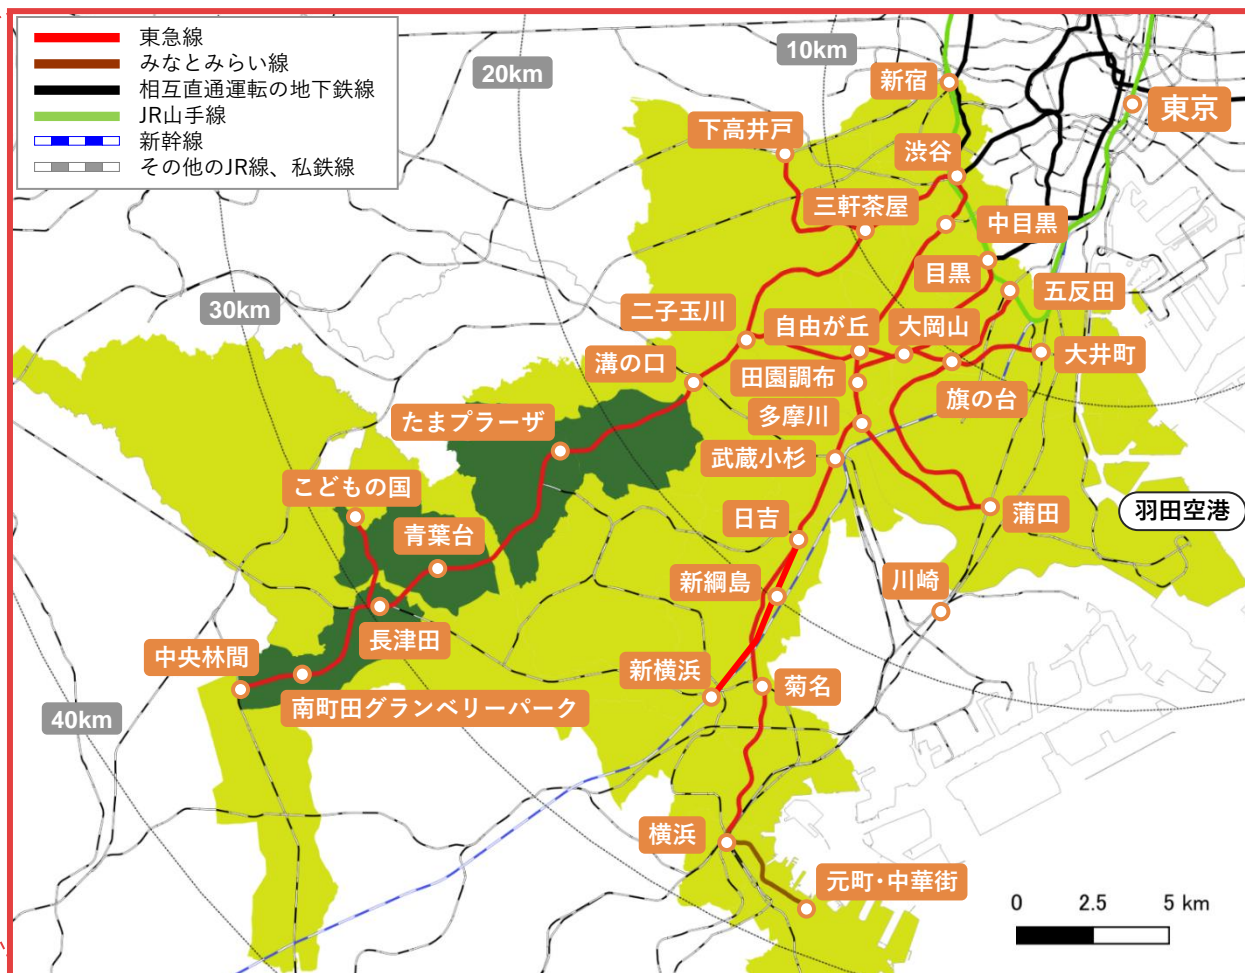 東急線
みなとみらい線
相互直通運転の地下鉄線
JR山手線
新幹線
その他のJR線、私鉄線
10km
20km
30km
40km
新宿
東京
下高井戸
渋谷
三軒茶屋
中目黒
目黒
五反田
二子玉川
自由が丘
大岡山
大井町
溝の口
田園調布
旗の台
多摩川
たまプラーザ
武蔵小杉
こどもの国
日吉
蒲田
羽田空港
青葉台
新綱島
川崎
長津田
中央林間
新横浜
菊名
南町田グランベリーパーク
横浜
元町・中華街
0 2.5 5 km